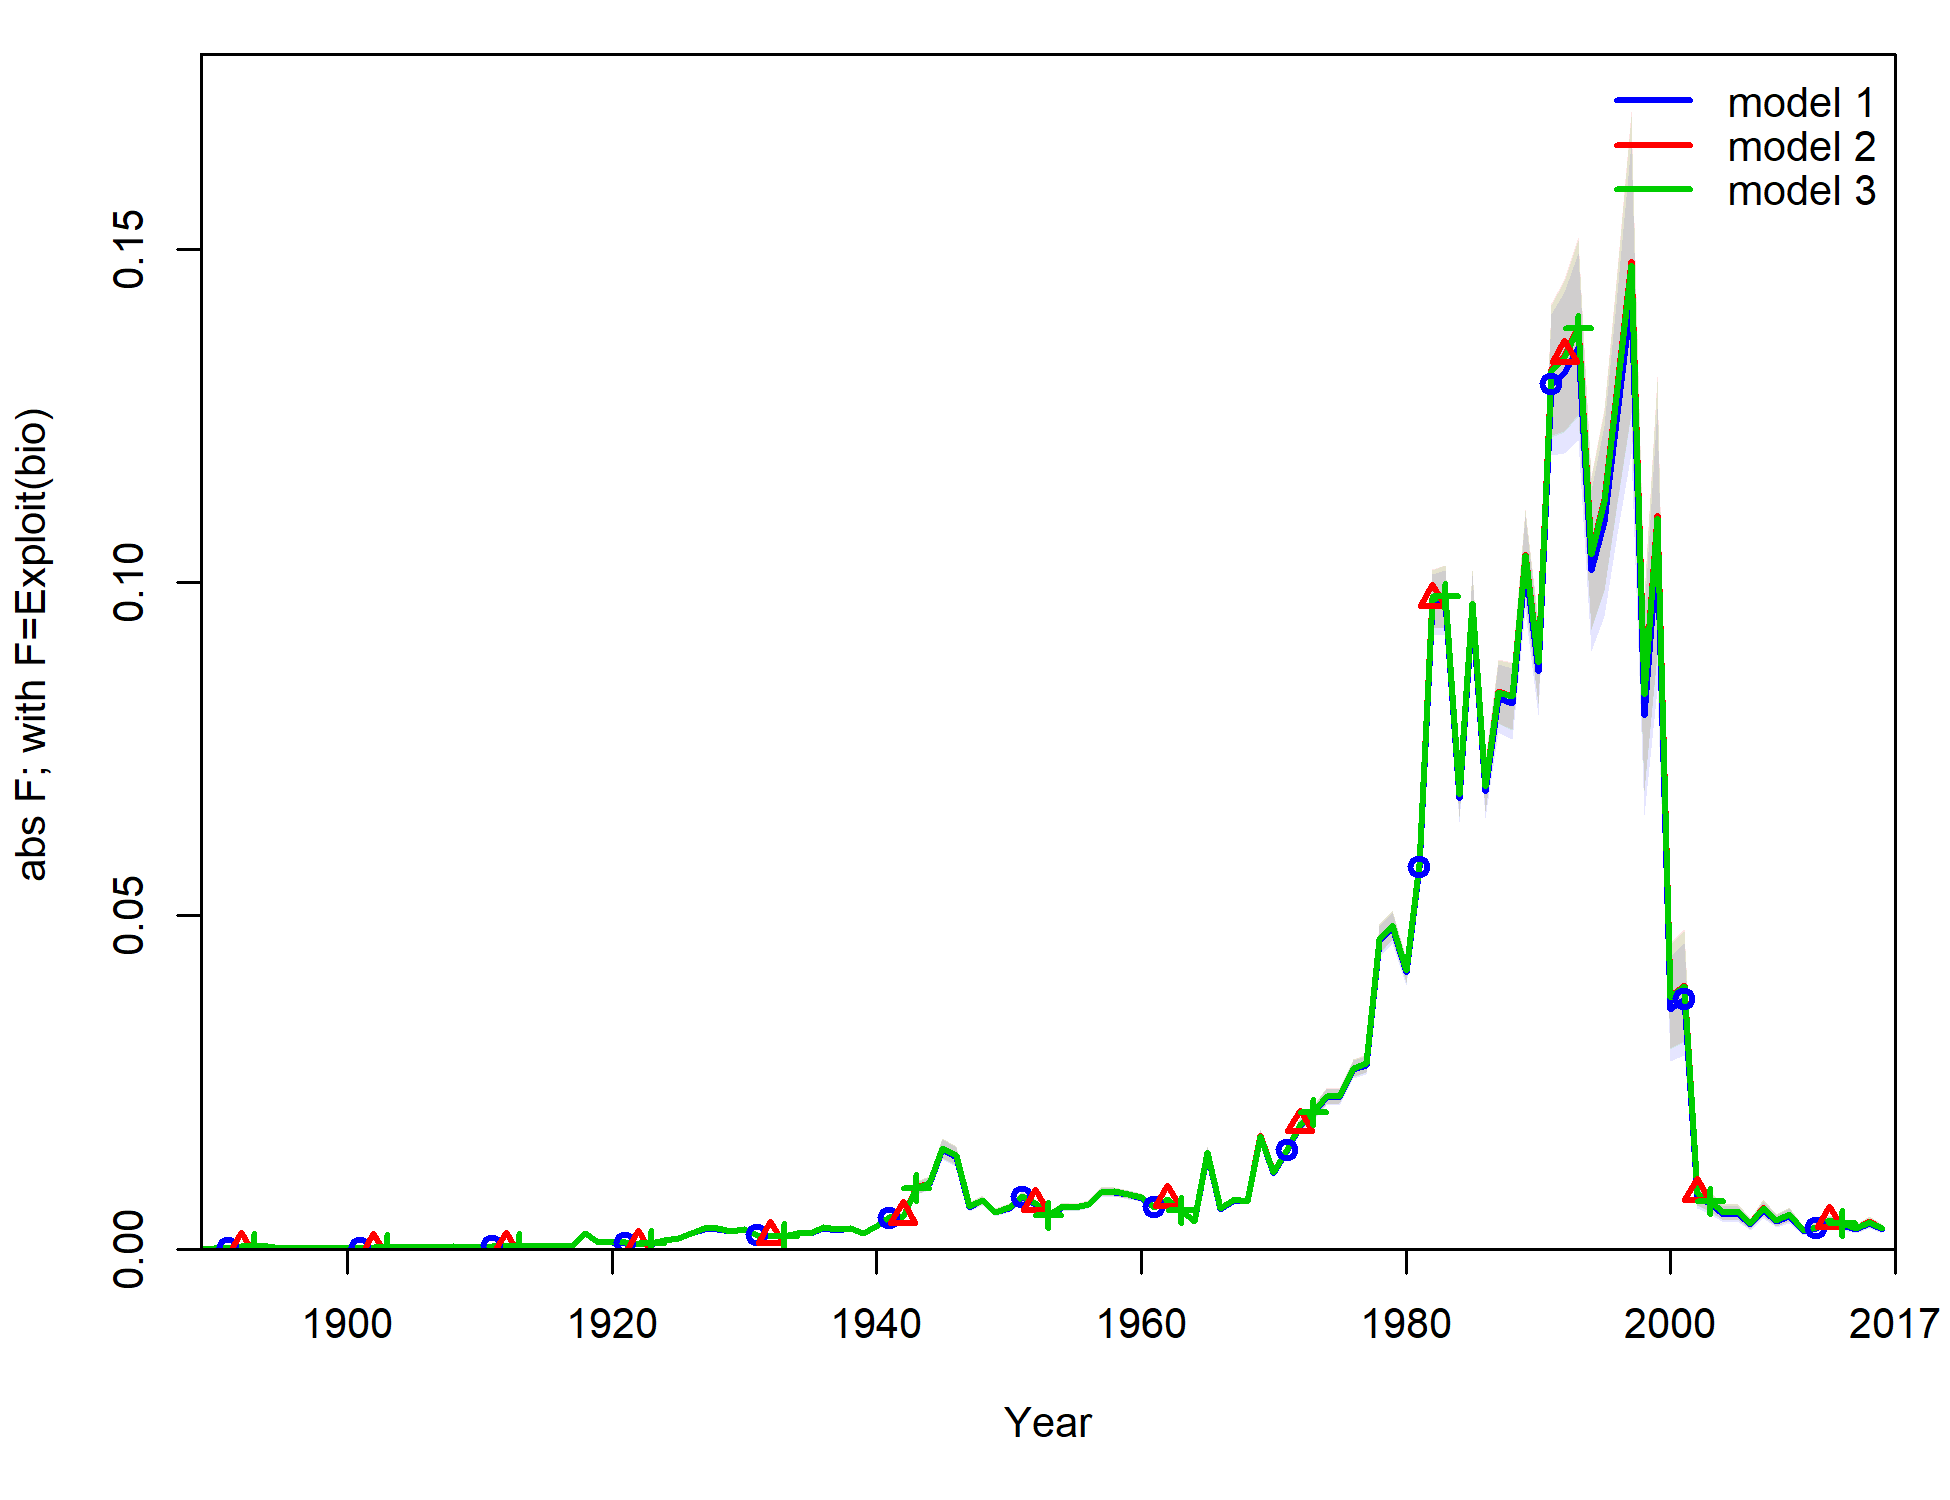 model 1
model 2
model 3
abs F; with F=Exploit(bio)
0.15
0.10
0.05
0.00
1900 1920 1940 1960 1980 2000 2017
Year